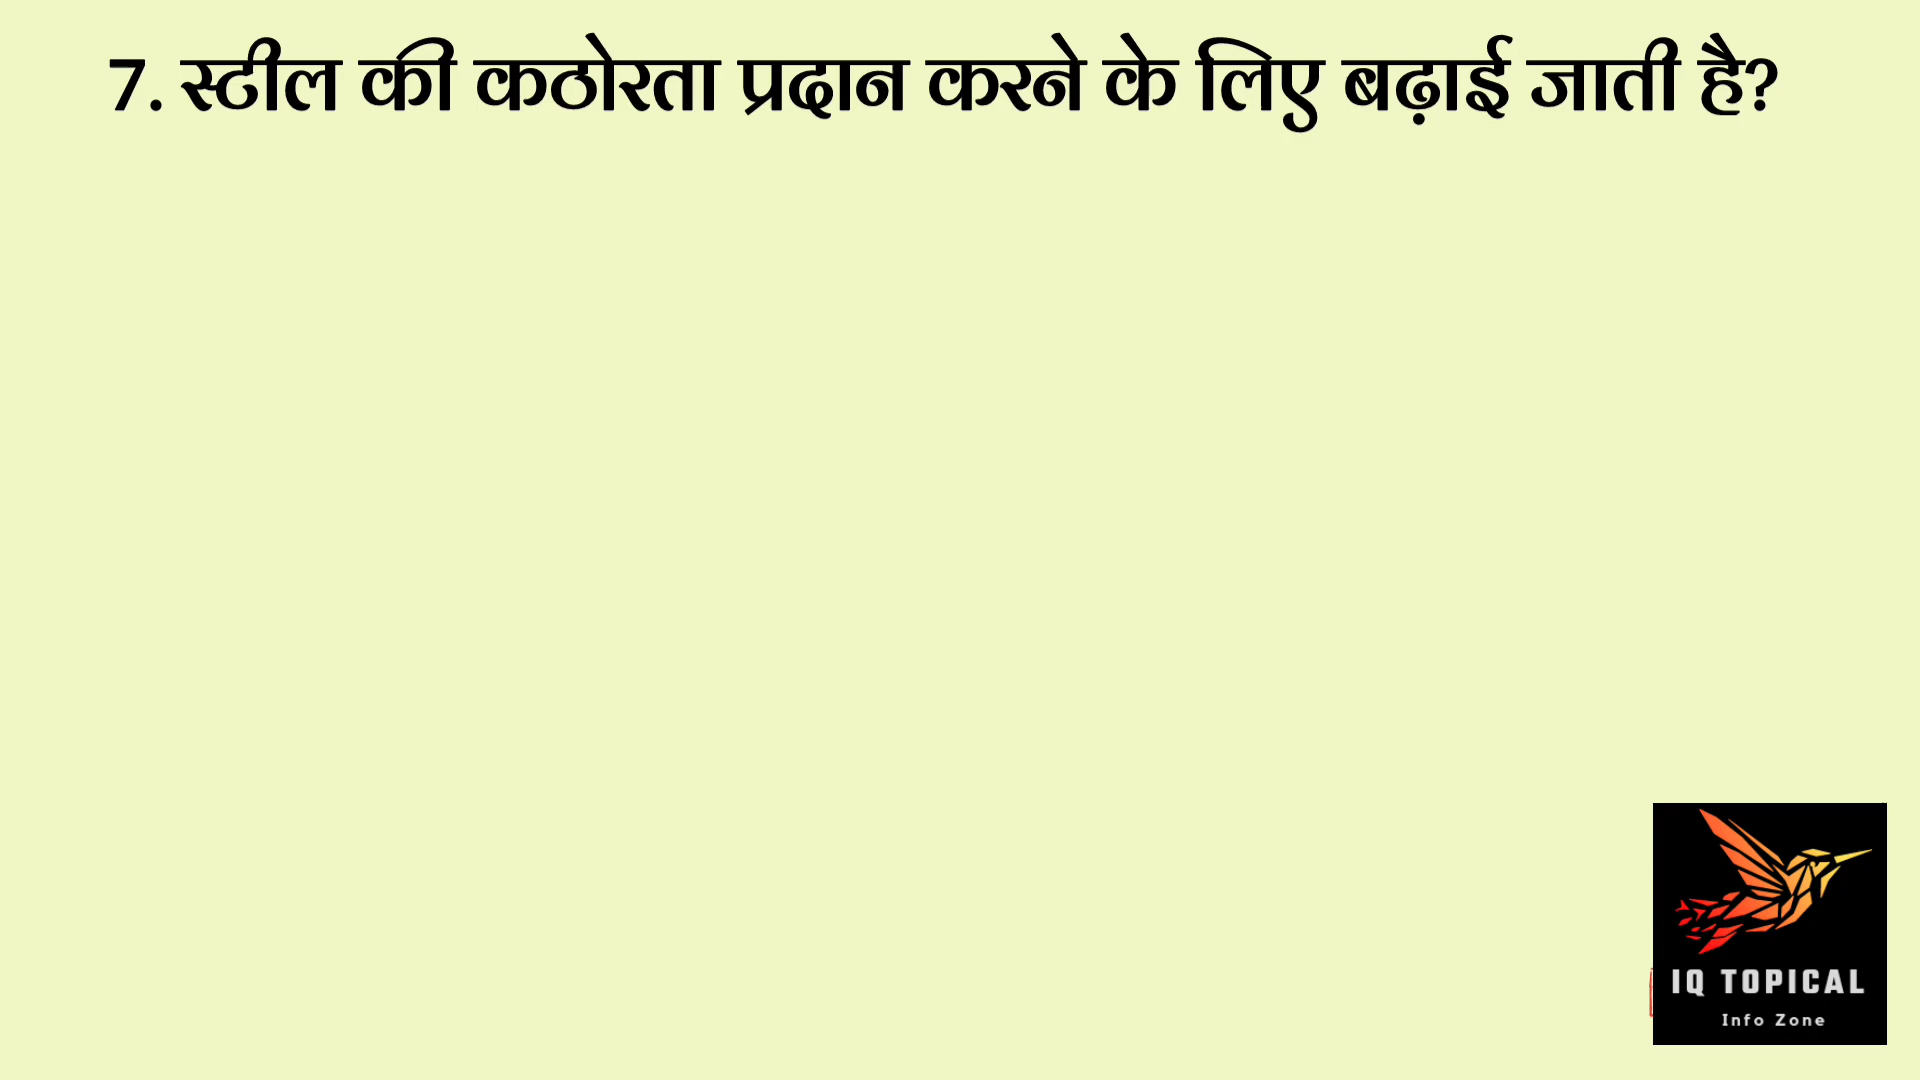 7. स्टील की कठोरता प्रदान करने के लिए बढ़ाई जाती है?
IQ TOPICAL
Info Zone